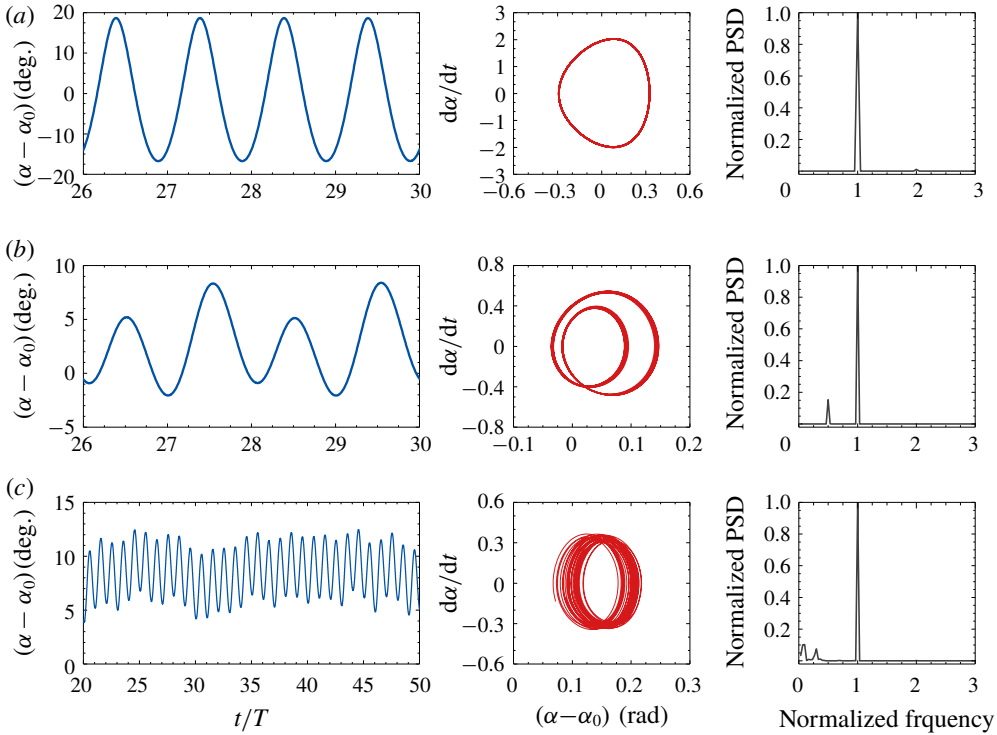 (a)
(α − α0) (deg.)
20
10
0
−10
20
26 27 28 29 30
dα/dt
3
2
1
0
−1
−2
−3
−0.6 −0.3 0 0.3 0.6
Normalized PSD
1.0
0.8
0.6
0.4
0.2
0 1 2 3
(b)
(α − α0) (deg.)
10
5
0
−5
26 27 28 29 30
dα/dt
0.8
0.4
0
−0.4
−0.8
−0.1 0 0.1 0.2
Normalized PSD
1.0
0.8
0.6
0.4
0.2
0 1 2 3
(c)
(α − α0) (deg.)
15
10
5
0
20 25 30 35 40 45 50
t/T
dα/dt
0.6
0.3
0
−0.3
−0.6
0 0.1 0.2 0.3
(α−α0) (rad)
Normalized PSD
1.0
0.8
0.6
0.4
0.2
0 1 2 3
Normalized frquency